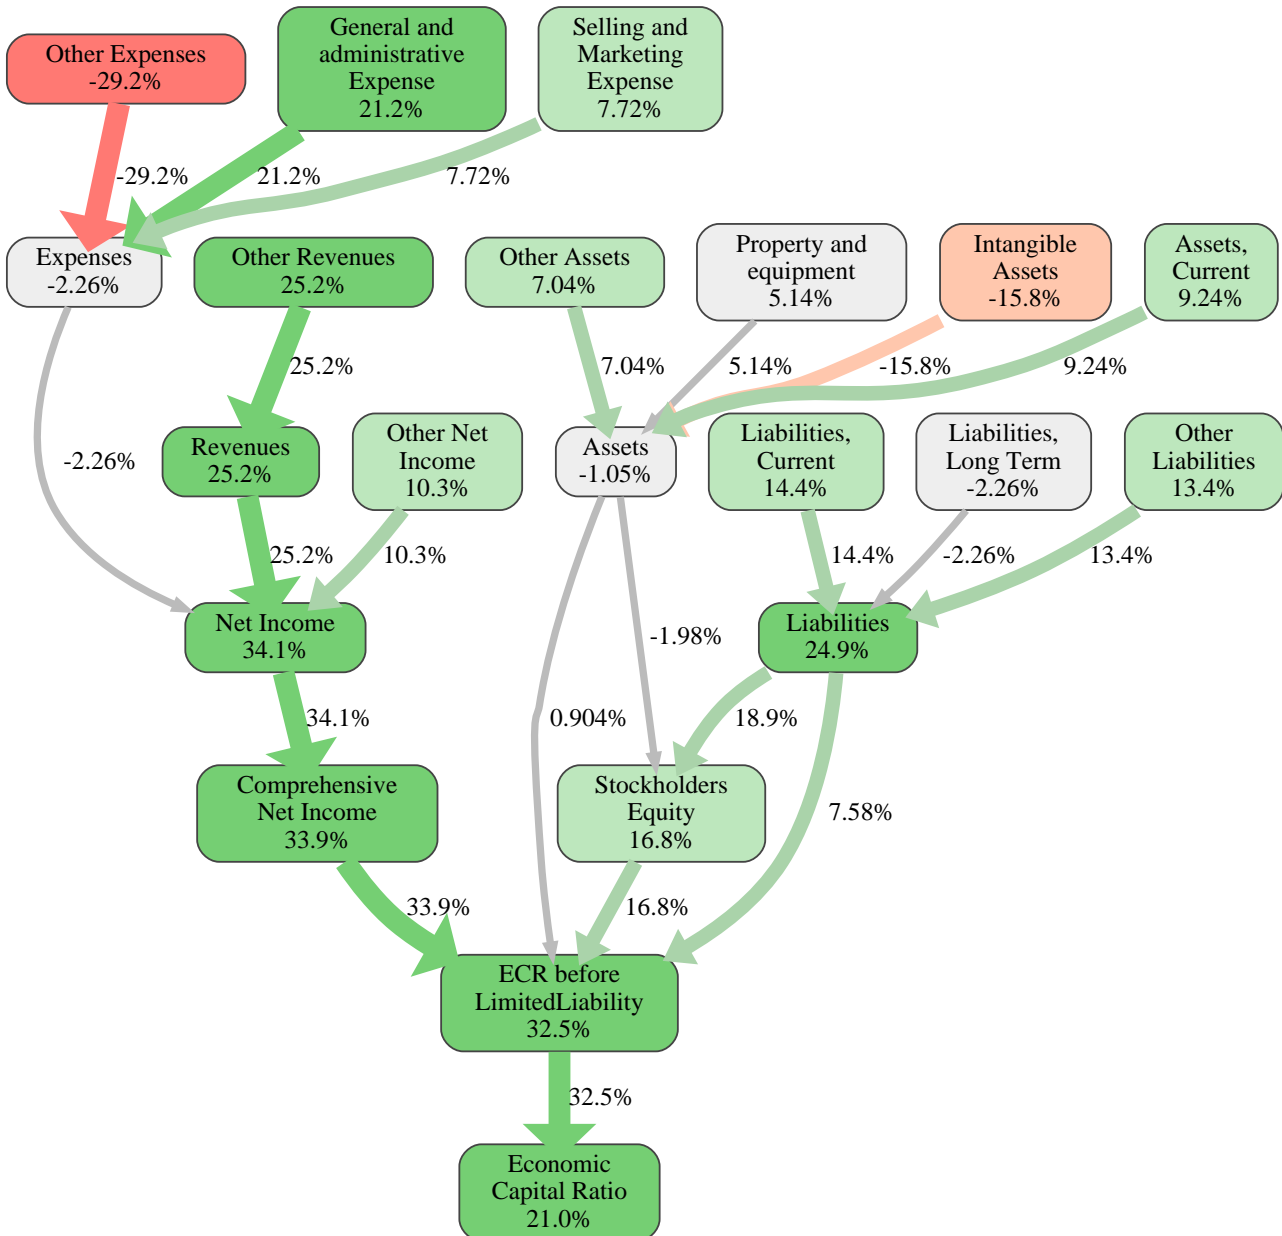 Other Expenses
-29.2%
General and
administrative
Expense
21.2%
Selling and
Marketing
Expense
7.72%
-29.2%
21.2%
7.72%
Expenses
-2.26%
Other Revenues
25.2%
Other Assets
7.04%
Property and
equipment
5.14%
Intangible
Assets
-15.8%
Assets,
Current
9.24%
25.2%
7.04%
5.14%
-15.8%
9.24%
Revenues
25.2%
Other Net
Income
10.3%
Assets
-1.05%
Liabilities,
Current
14.4%
Liabilities,
Long Term
-2.26%
Other
Liabilities
13.4%
-2.26%
25.2%
10.3%
14.4%
-2.26%
13.4%
Net Income
34.1%
Liabilities
24.9%
-1.98%
34.1%
0.904%
18.9%
7.58%
Comprehensive
Net Income
33.9%
Stockholders
Equity
16.8%
33.9%
16.8%
ECR before
LimitedLiability
32.5%
32.5%
Economic
Capital Ratio
21.0%